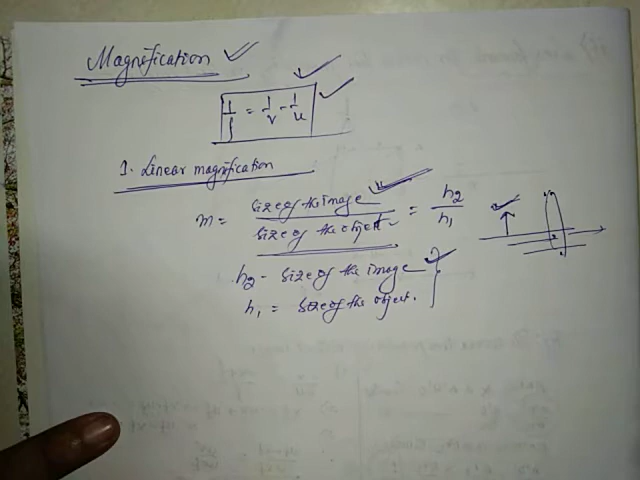 Magnification
1/f = 1/v - 1/u
1. Linear magnification
m = size of the image / size of the object = h2 / h1
h2 - size of the image
h1 = size of the object.